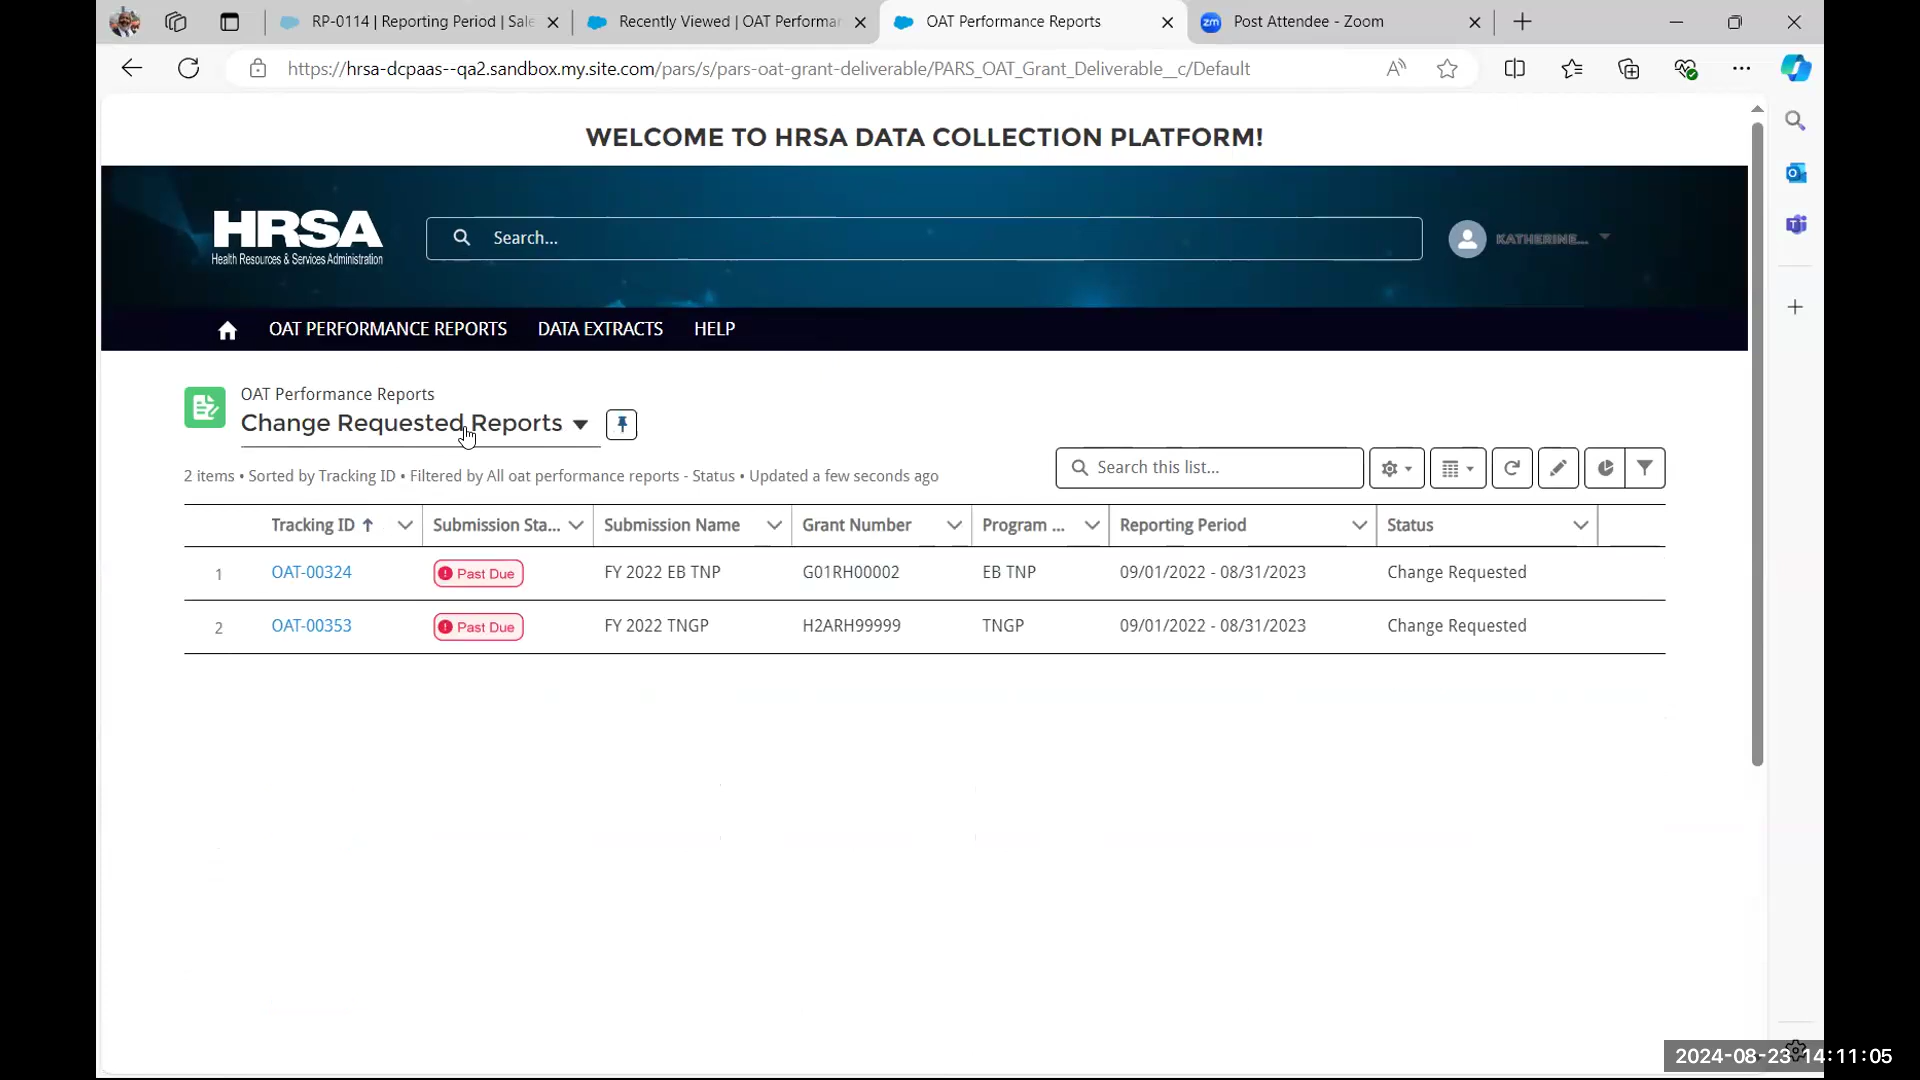 RP-0114 | Reporting Period | Sale
Recently Viewed | OAT Performan
OAT Performance Reports
Post Attendee - Zoom
https://hrsa-dcpaas--qa2.sandbox.my.site.com/pars/s/pars-oat-grant-deliverable/PARS_OAT_Grant_Deliverable__c/Default
WELCOME TO HRSA DATA COLLECTION PLATFORM!
HRSA
Health Resources & Services Administration
Search...
KATHERINE...
OAT PERFORMANCE REPORTS DATA EXTRACTS HELP
OAT Performance Reports
Change Requested Reports
2 items • Sorted by Tracking ID • Filtered by All oat performance reports - Status • Updated a few seconds ago
Search this list...
Tracking ID Submission Sta... Submission Name Grant Number Program ... Reporting Period Status
1 OAT-00324 Past Due FY 2022 EB TNP G01RH00002 EB TNP 09/01/2022 - 08/31/2023 Change Requested
2 OAT-00353 Past Due FY 2022 TNGP H2ARH99999 TNGP 09/01/2022 - 08/31/2023 Change Requested
2024-08-23 14:11:05